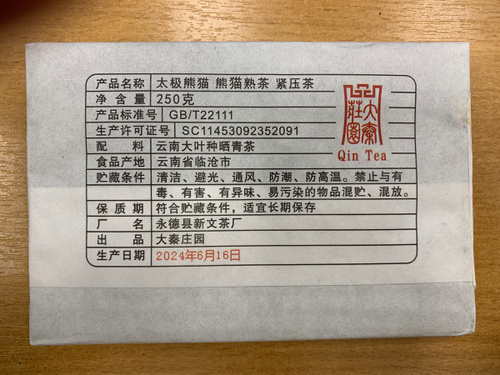 产品名称 太极熊猫 熊猫熟茶 紧压茶
净 含 量 250克
产品标准号 GB/T22111
生产许可证号 SC11453092352091
配 料 云南大叶种晒青茶
食品产地 云南省临沧市
贮藏条件 清洁、避光、通风、防潮、防高温。禁止与有
毒、有害、有异味、易污染的物品混贮、混放。
保 质 期 符合贮藏条件，适宜长期保存
厂 名 永德县新文茶厂
出 品 大秦庄园
生产日期 2024年6月16日
大秦
莊園
Qin Tea